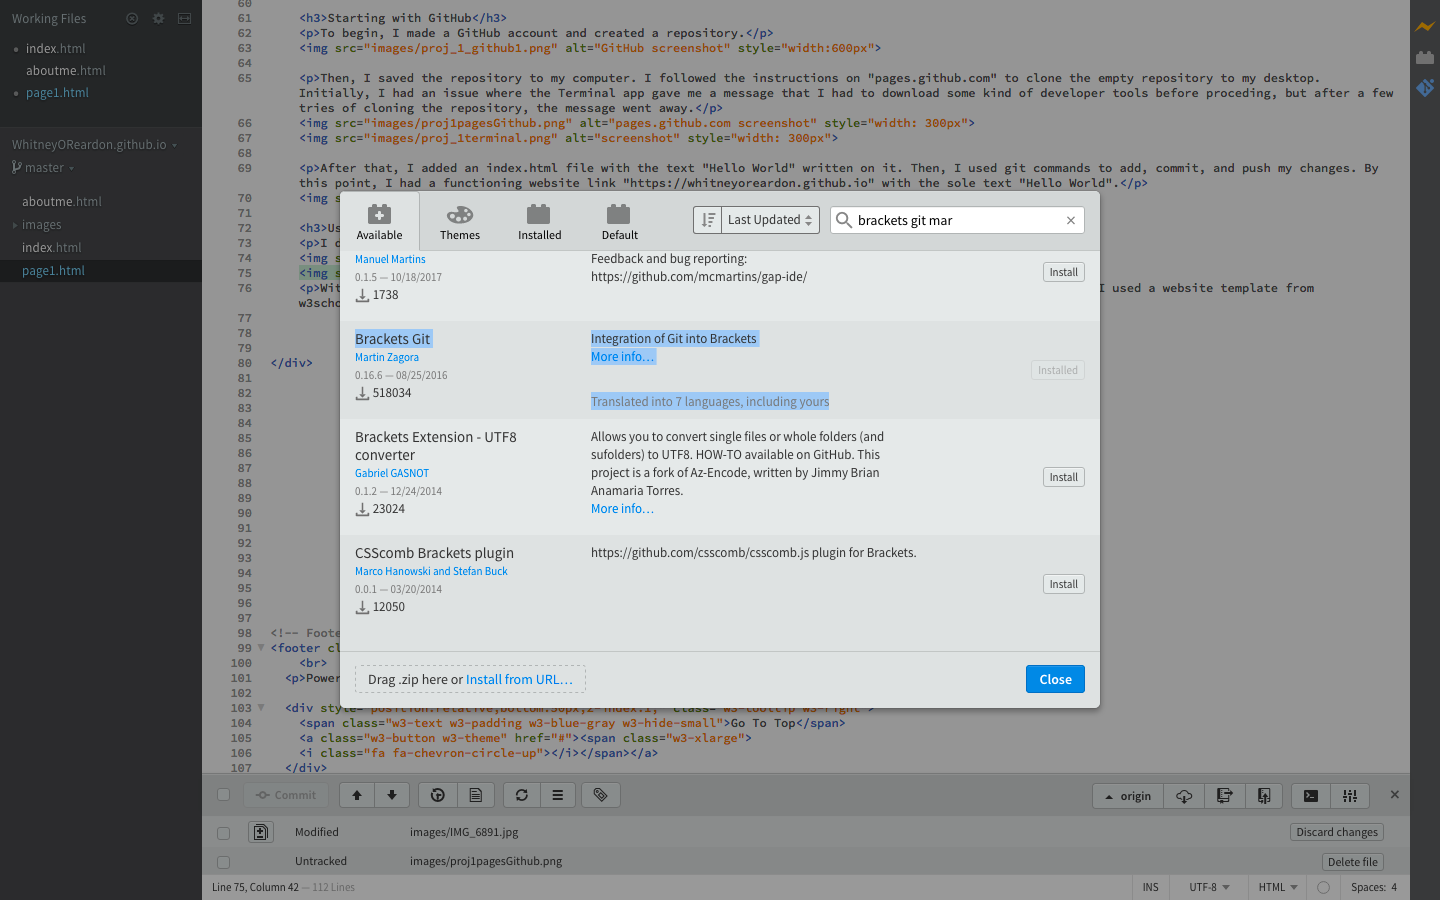 Working Files
index.html
aboutme.html
page1.html
WhitneyOReardon.github.io
master
aboutme.html
images
index.html
page1.html
60
61 <h3>Starting with GitHub</h3>
62 <p>To begin, I made a GitHub account and created a repository.</p>
63 <img src="images/proj_1_github1.png" alt="GitHub screenshot" style="width:600px">
64
65 <p>Then, I saved the repository to my computer. I followed the instructions on "pages.github.com" to clone the empty repository to my desktop.
Initially, I had an issue where the Terminal app gave me a message that I had to download some kind of developer tools before proceding, but after a few
tries of cloning the repository, the message went away.</p>
66 <img src="images/proj1pagesGithub.png" alt="pages.github.com screenshot" style="width: 300px">
67 <img src="images/proj_1terminal.png" alt="screenshot" style="width: 300px">
68
69 <p>After that, I added an index.html file with the text "Hello World" written on it. Then, I used git commands to add, commit, and push my changes. By
this point, I had a functioning website link "https://whitneyoreardon.github.io" with the sole text "Hello World".</p>
70 <img s
71
72 <h3>Us
73 <p>I d
74 <img s
75 <img s
76 <p>Wit I used a website template from
w3scho
77
78
79
80 </div>
81
82
83
84
85
86
87
88
89
90
91
92
93
94
95
96
97
98 <!-- Foote
99 <footer cl
100 <br>
101 <p>Power
102
103 <div style="position:relative;bottom:50px;z-index:1;" class="w3-tooltip w3-right">
104 <span class="w3-text w3-padding w3-blue-gray w3-hide-small">Go To Top</span>
105 <a class="w3-button w3-theme" href="#"><span class="w3-xlarge">
106 <i class="fa fa-chevron-circle-up"></i></span></a>
107 </div>
Available
Themes
Installed
Default
Last Updated
brackets git mar
Manuel Martins
0.1.5 — 10/18/2017
1738
Feedback and bug reporting:
https://github.com/mcmartins/gap-ide/
Install
Brackets Git
Martin Zagora
0.16.6 — 08/25/2016
518034
Integration of Git into Brackets
More info…
Translated into 7 languages, including yours
Installed
Brackets Extension - UTF8
converter
Gabriel GASNOT
0.1.2 — 12/24/2014
23024
Allows you to convert single files or whole folders (and
sufolders) to UTF8. HOW-TO available on GitHub. This
project is a fork of Az-Encode, written by Jimmy Brian
Anamaria Torres.
More info…
Install
CSScomb Brackets plugin
Marco Hanowski and Stefan Buck
0.0.1 — 03/20/2014
12050
https://github.com/csscomb/csscomb.js plugin for Brackets.
Install
Drag .zip here or Install from URL…
Close
Commit
origin
Modified images/IMG_6891.jpg Discard changes
Untracked images/proj1pagesGithub.png Delete file
Line 75, Column 42 — 112 Lines
INS UTF-8 HTML Spaces: 4